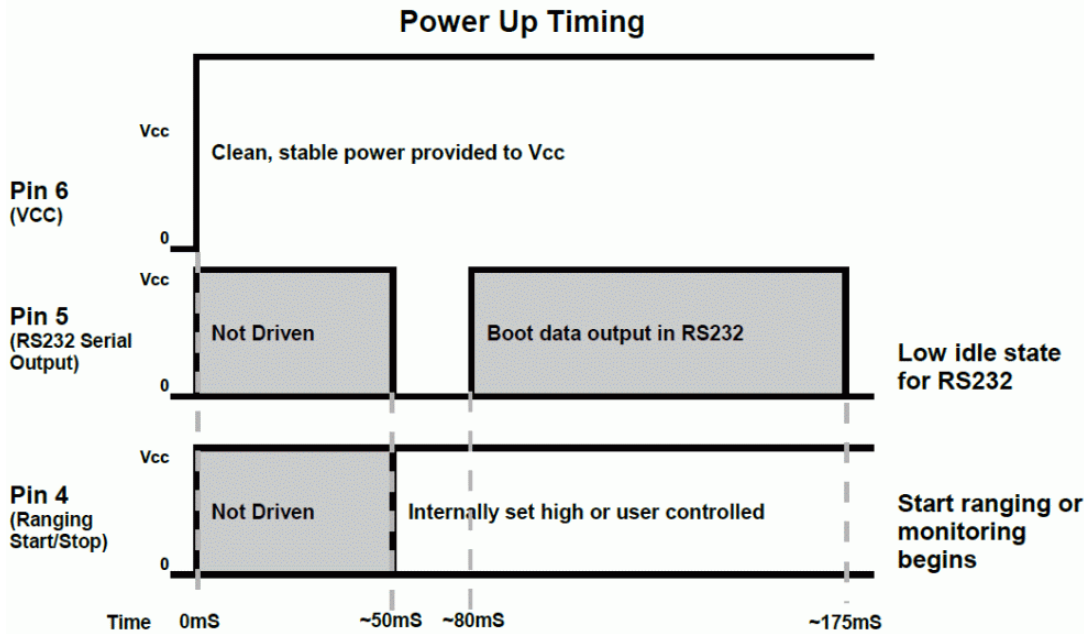 Power Up Timing
Vcc
Clean, stable power provided to Vcc
Pin 6
(VCC)
0
Vcc
Pin 5
(RS232 Serial
Output)
Not Driven
Boot data output in RS232
0
Low idle state
for RS232
Vcc
Pin 4
(Ranging
Start/Stop)
Not Driven
Internally set high or user controlled
0
Start ranging or
monitoring
begins
Time 0mS ~50mS ~80mS ~175mS